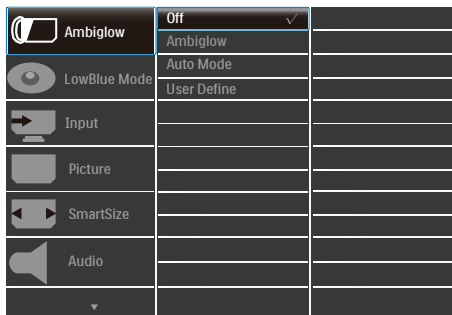 Ambiglow
LowBlue Mode
Input
Picture
SmartSize
Audio
Off
Ambiglow
Auto Mode
User Define